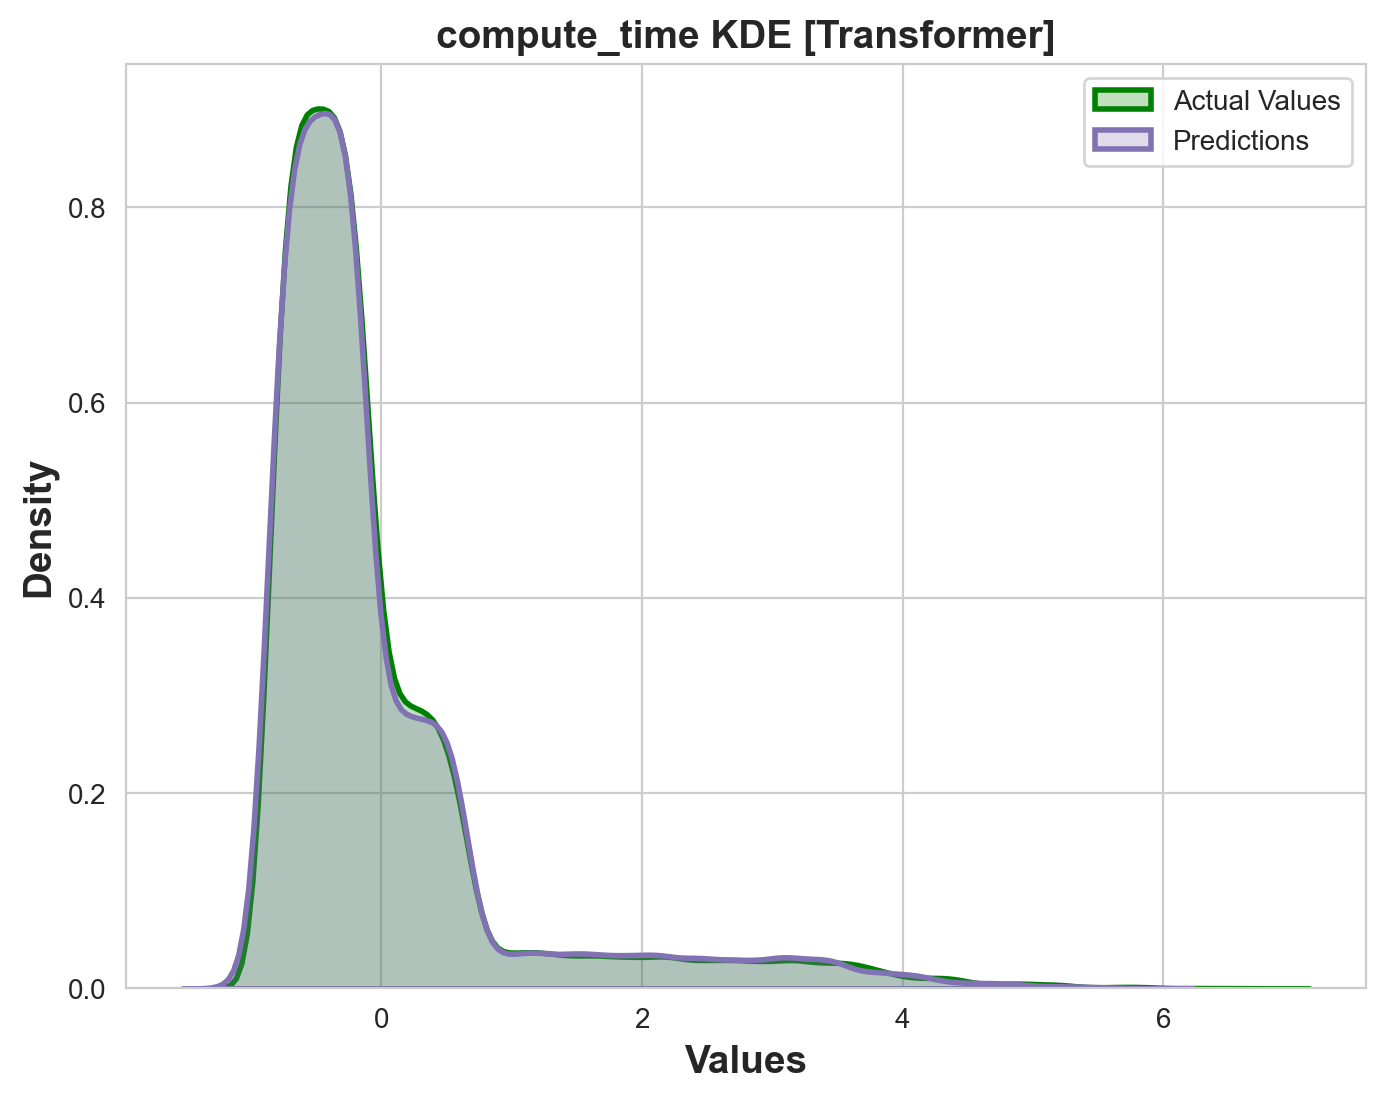 compute_time KDE [Transformer]
Actual Values
Predictions
Density
0.8
0.6
0.4
0.2
0.0
0
2
4
6
Values